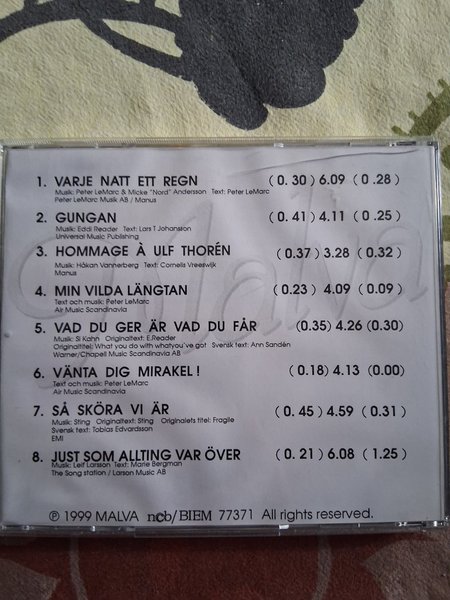 Malva
1. VARJE NATT ETT REGN (0.30) 6.09 (0.28)
Musik: Peter LeMarc & Micke "Nord" Andersson Text: Peter LeMarc
Peter LeMarc Musik AB / Manus
2. GUNGAN (0.41) 4.11 (0.25)
Musik: Eddi Reader Text: Lars T Johansson
Universal Music Publishing
3. HOMMAGE À ULF THORÉN (0.37) 3.28 (0.32)
Musik: Håkan Vannerberg Text: Cornelis Vreeswijk
Manus
4. MIN VILDA LÄNGTAN (0.23) 4.09 (0.09)
Text och musik: Peter LeMarc
Air Music Scandinavia
5. VAD DU GER ÄR VAD DU FÅR (0.35) 4.26 (0.30)
Musik: Si Kahn Originaltext: E.Reader
Originaltitel: What you do with whatyou've got Svensk text: Ann Sandén
Warner/Chapell Music Scandinavia AB
6. VÄNTA DIG MIRAKEL! (0.18) 4.13 (0.00)
Text och musik: Peter LeMarc
Air Music Scandinavia
7. SÅ SKÖRA VI ÄR (0.45) 4.59 (0.31)
Musik: Sting Originaltext: Sting Originalets titel: Fragile
Svensk text: Tobias Edvardsson
EMI
8. JUST SOM ALLTING VAR ÖVER (0.21) 6.08 (1.25)
Musik: Leif Larsson Text: Marie Bergman
The Song station / Larson Music AB
℗ 1999 MALVA ncb/BIEM 77371 All rights reserved.